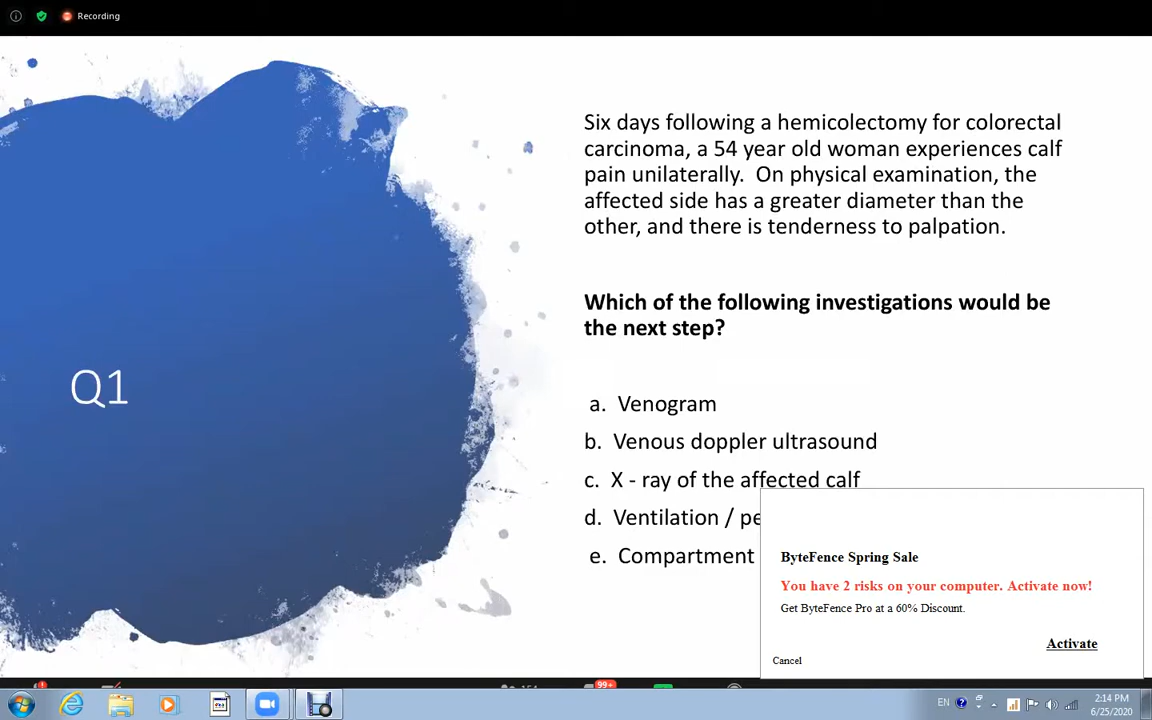 Recording
Six days following a hemicolectomy for colorectal
carcinoma, a 54 year old woman experiences calf
pain unilaterally. On physical examination, the
affected side has a greater diameter than the
other, and there is tenderness to palpation.
Which of the following investigations would be
the next step?
Q1
a. Venogram
b. Venous doppler ultrasound
c. X - ray of the affected calf
d. Ventilation / pe
e. Compartment
ByteFence Spring Sale
You have 2 risks on your computer. Activate now!
Get ByteFence Pro at a 60% Discount.
Activate
Cancel
99+
EN
2:14 PM
6/25/2020